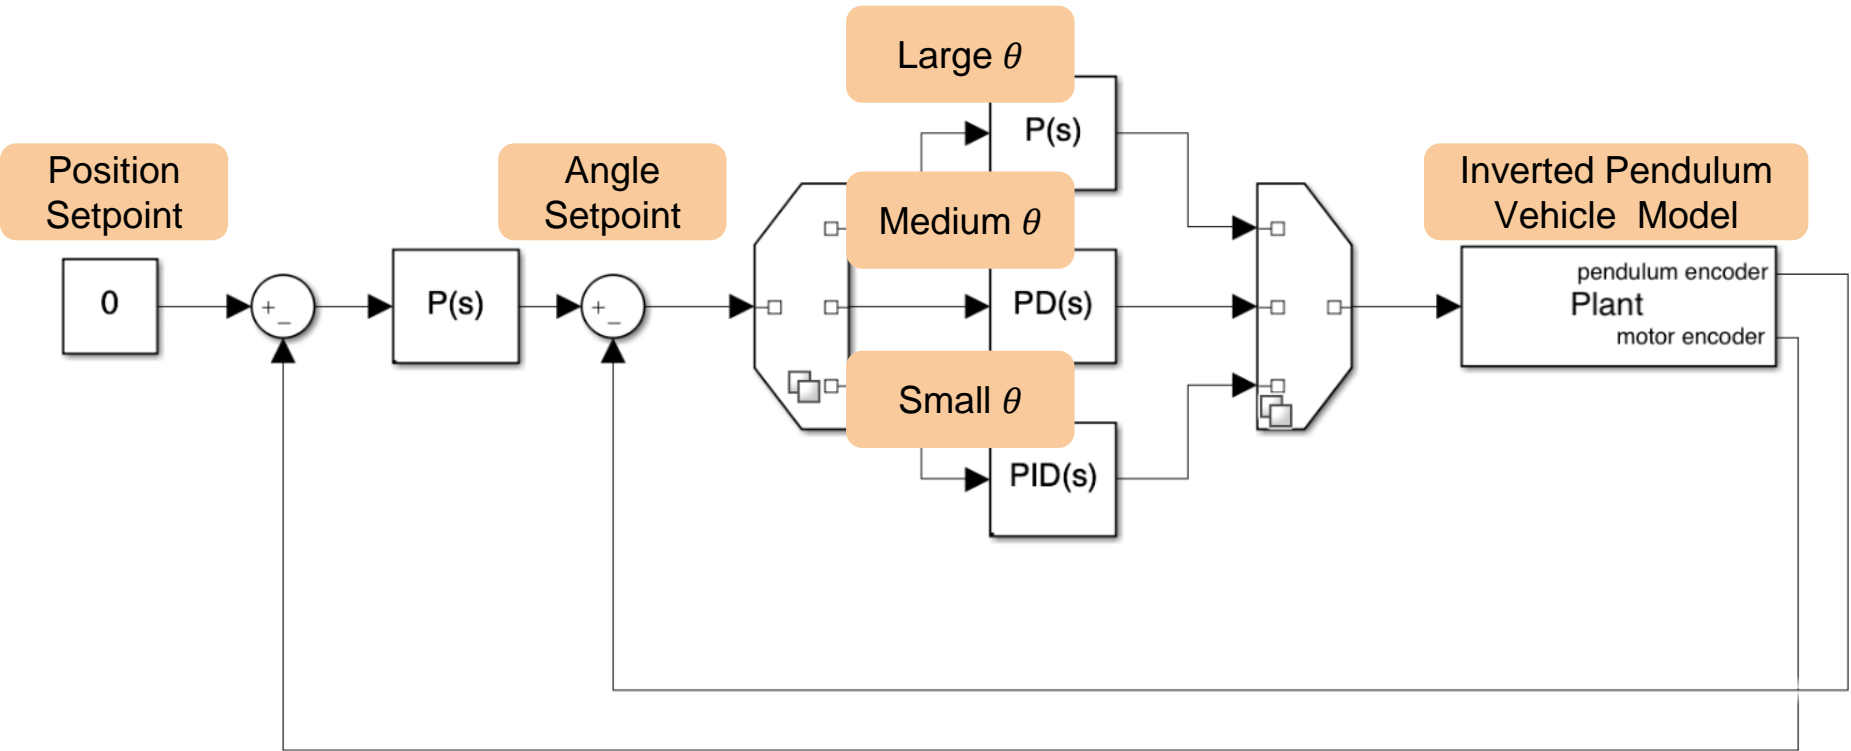 Large θ
P(s)
Position
Setpoint
Angle
Setpoint
Medium θ
Inverted Pendulum
Vehicle Model
0
+
−
P(s)
+
−
PD(s)
pendulum encoder
Plant
motor encoder
Small θ
PID(s)